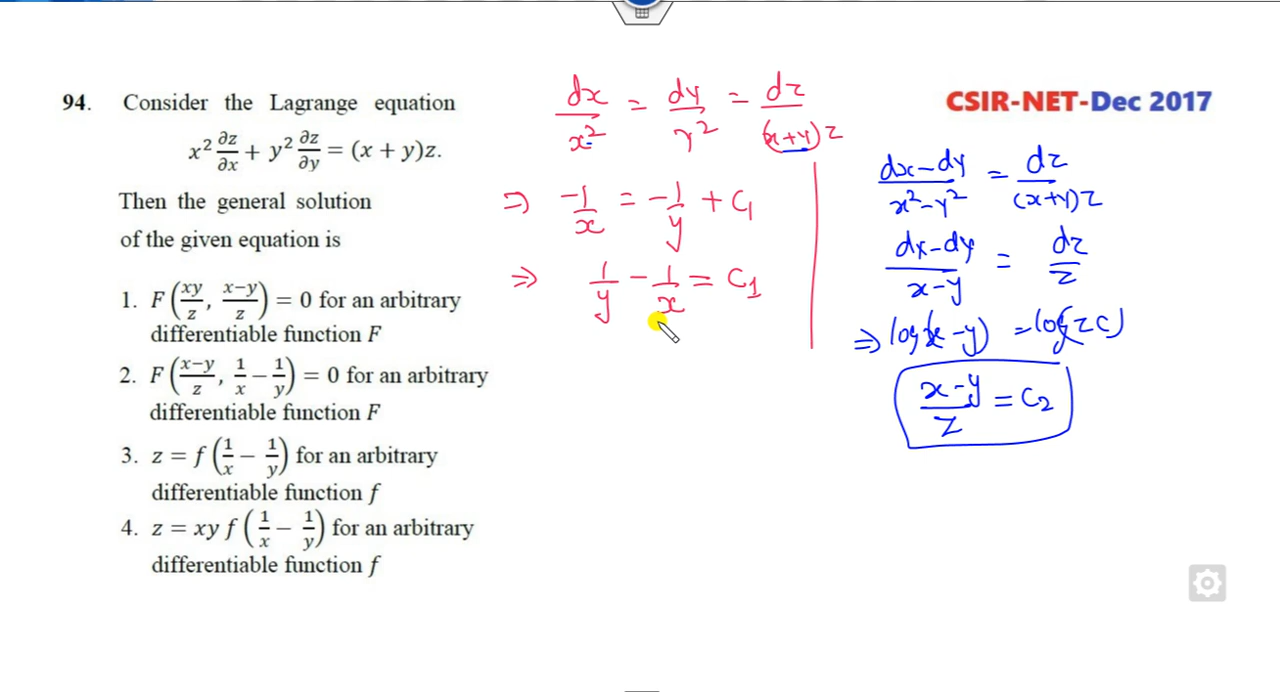 94. Consider the Lagrange equation
x² ∂z/∂x + y² ∂z/∂y = (x + y)z.
Then the general solution
of the given equation is
1. F(xy/z, x−y/z) = 0 for an arbitrary
differentiable function F
2. F(x−y/z, 1/x − 1/y) = 0 for an arbitrary
differentiable function F
3. z = f(1/x − 1/y) for an arbitrary
differentiable function f
4. z = xy f(1/x − 1/y) for an arbitrary
differentiable function f
dx/x² = dy/y² = dz/(x+y)z
⇒ -1/x = -1/y + C₁
⇒ 1/y - 1/x = C₁
CSIR-NET-Dec 2017
dx-dy/x²-y² = dz/(x+y)z
dx-dy/x-y = dz/z
⇒ log(x-y) = log(zc)
x-y/z = C₂